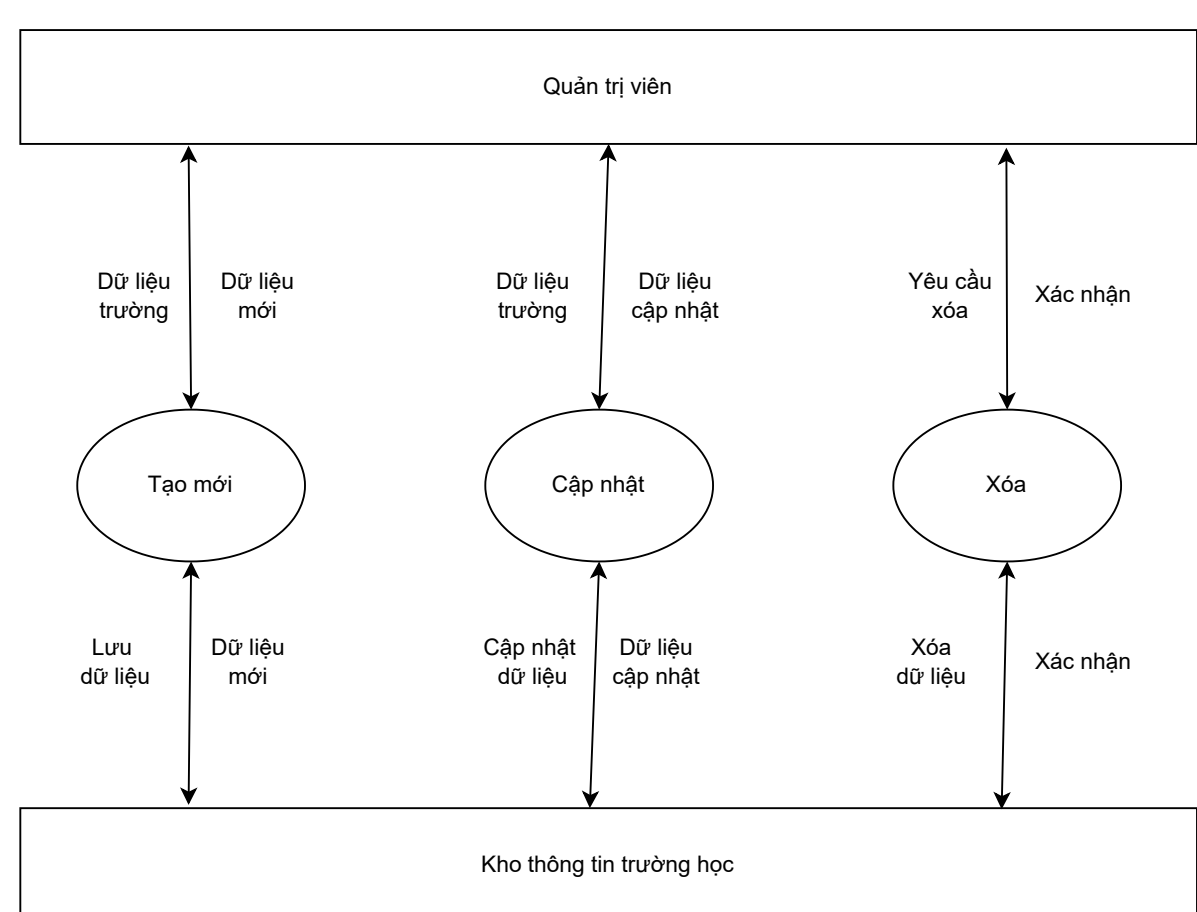 Quản trị viên
Dữ liệu
trường
Dữ liệu
mới
Dữ liệu
trường
Dữ liệu
cập nhật
Yêu cầu
xóa
Xác nhận
Tạo mới
Cập nhật
Xóa
Lưu
dữ liệu
Dữ liệu
mới
Cập nhật
dữ liệu
Dữ liệu
cập nhật
Xóa
dữ liệu
Xác nhận
Kho thông tin trường học